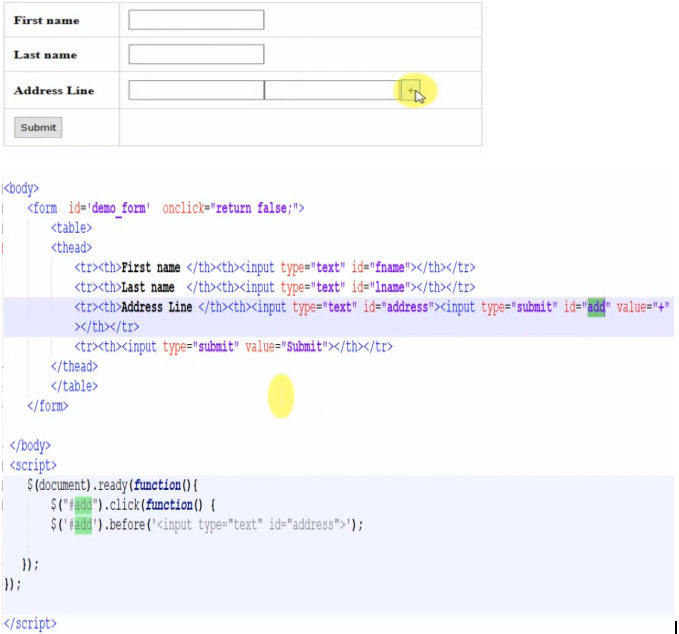 First name
Last name
Address Line
+
Submit
<body>
<form id='demo_form' onclick="return false;">
<table>
<thead>
<tr><th>First name </th><th><input type="text" id="fname"></th></tr>
<tr><th>Last name </th><th><input type="text" id="lname"></th></tr>
<tr><th>Address Line </th><th><input type="text" id="address"><input type="submit" id="add" value="+"
></th></tr>
<tr><th><input type="submit" value="Submit"></th></tr>
</thead>
</table>
</form>
</body>
<script>
$(document).ready(function(){
$("#add").click(function() {
$('#add').before('<input type="text" id="address">');
});
});
</script>